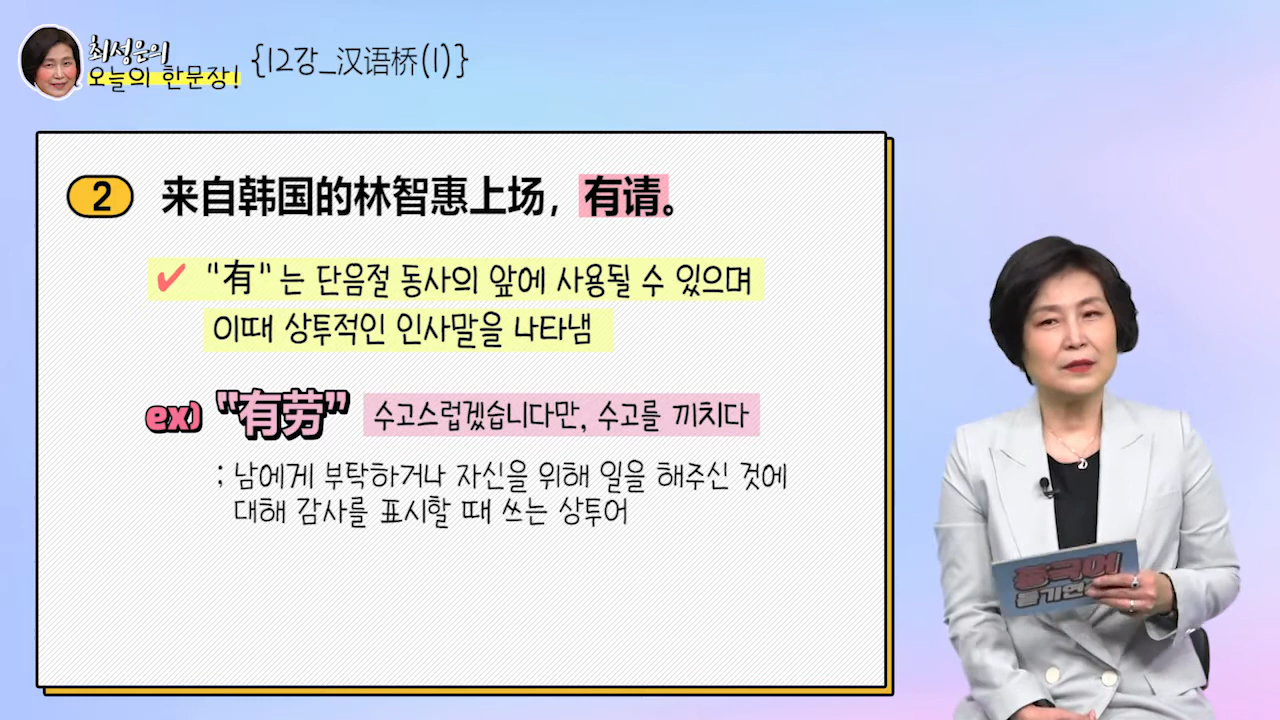 최성은의
오늘의 한문장!
{12강_汉语桥(1)}
2 来自韩国的林智惠上场，有请。
✔ "有"는 단음절 동사의 앞에 사용될 수 있으며
이때 상투적인 인사말을 나타냄
ex) "有劳" 수고스럽겠습니다만, 수고를 끼치다
; 남에게 부탁하거나 자신을 위해 일을 해주신 것에
대해 감사를 표시할 때 쓰는 상투어
중국어